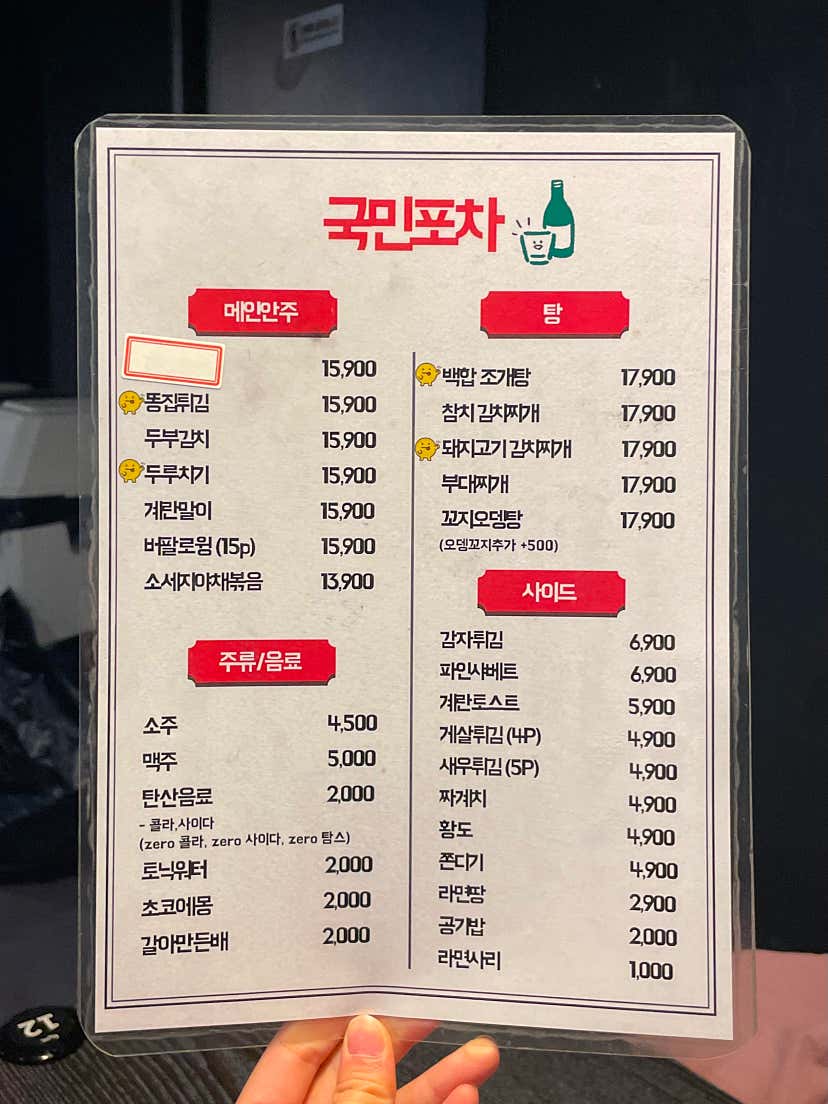 국민포차
메인안주
15,900
똥집튀김 15,900
두부김치 15,900
두루치기 15,900
계란말이 15,900
버팔로윙 (15p) 15,900
소세지야채볶음 13,900
주류/음료
소주 4,500
맥주 5,000
탄산음료 2,000
- 콜라,사이다
(zero 콜라, zero 사이다, zero 탐스)
토닉워터 2,000
초코에몽 2,000
갈아만든배 2,000
탕
백합 조개탕 17,900
참치 김치찌개 17,900
돼지고기 김치찌개 17,900
부대찌개 17,900
꼬지오뎅탕 17,900
(오뎅꼬지추가 +500)
사이드
감자튀김 6,900
파인샤베트 6,900
계란토스트 5,900
게살튀김 (4P) 4,900
새우튀김 (5P) 4,900
짜계치 4,900
황도 4,900
쫀디기 4,900
라면땅 2,900
공기밥 2,000
라면사리 1,000
12